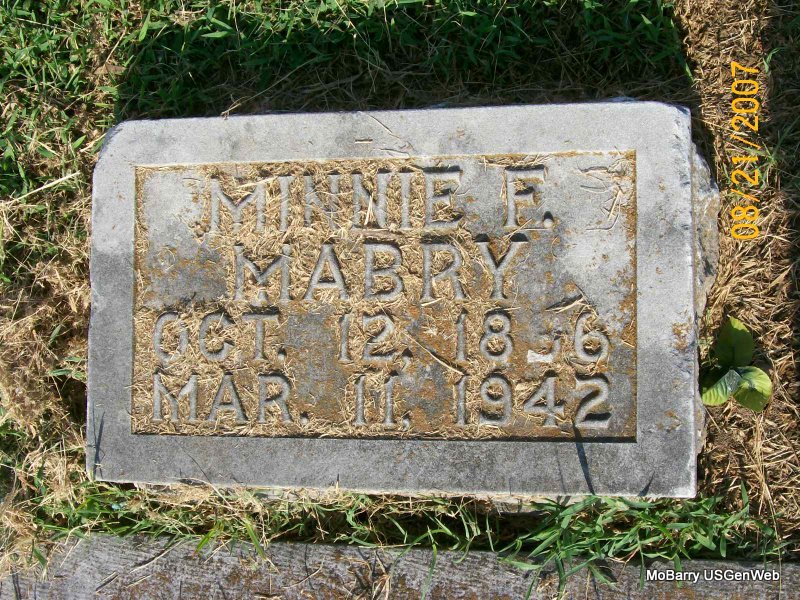 MINNIE F.
MABRY
OCT. 12,
MAR. 11, 1942
08/21/2007
MoBarry USGenWeb